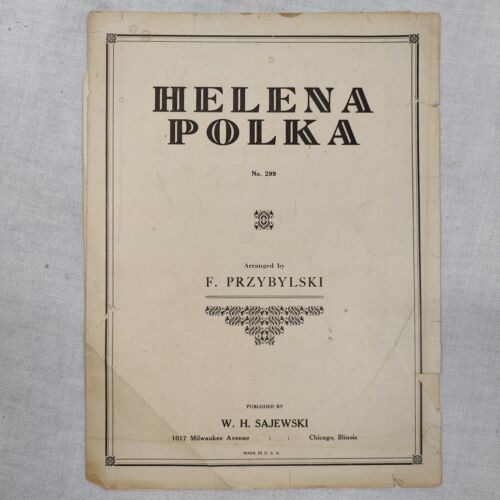 HELENA
POLKA
No. 299
Arranged by
F. PRZYBYLSKI
PUBLISHED BY
W. H. SAJEWSKI
1017 Milwaukee Avenue : : Chicago, Illinois
MADE IN U. S. A.